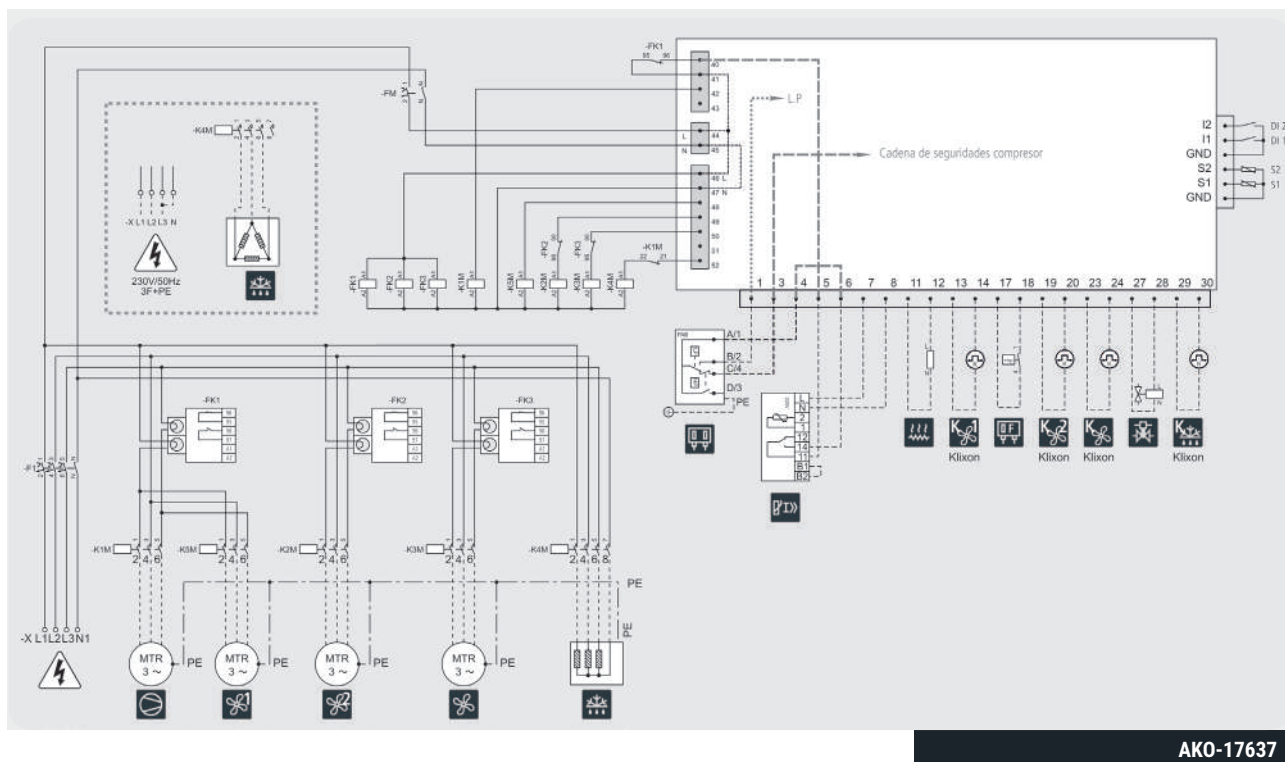 -FK1
95 96
40
41
42
43
-FM
L.P
L 44
N 45
Cadena de seguridades compresor
I2 DI 2
I1 DI 1
GND
S2 S2
S1 S1
GND
-K4M
46 L
47 N
48
49
50
51
52
-FK2
-FK3
-K1M
22 21
-X L1 L2 L3 N
230V/50Hz
3F+PE
-FK1
-FK2
-FK3
-K1M
-K5M
-K2M
-K3M
-K4M
1 3 4 5 6 7 8 11 12 13 14 17 18 19 20 23 24 27 28 29 30
A/1
B/2
C/4
D/3
PE
L
N
2
1
12
14
11
B1
B2
K 1
Klixon
K 2
Klixon
K
Klixon
K
Klixon
-FK1
-FK2
-FK3
-F1
-K1M 2 4 6
-K5M 2 4 6
-K2M 2 4 6
-K3M 2 4 6
-K4M 2 4 6 8
PE
PE
-X L1 L2 L3 N1
MTR
3 ~
PE
MTR
3 ~
PE
MTR
3 ~
PE
MTR
3 ~
PE
1
2
AKO-17637